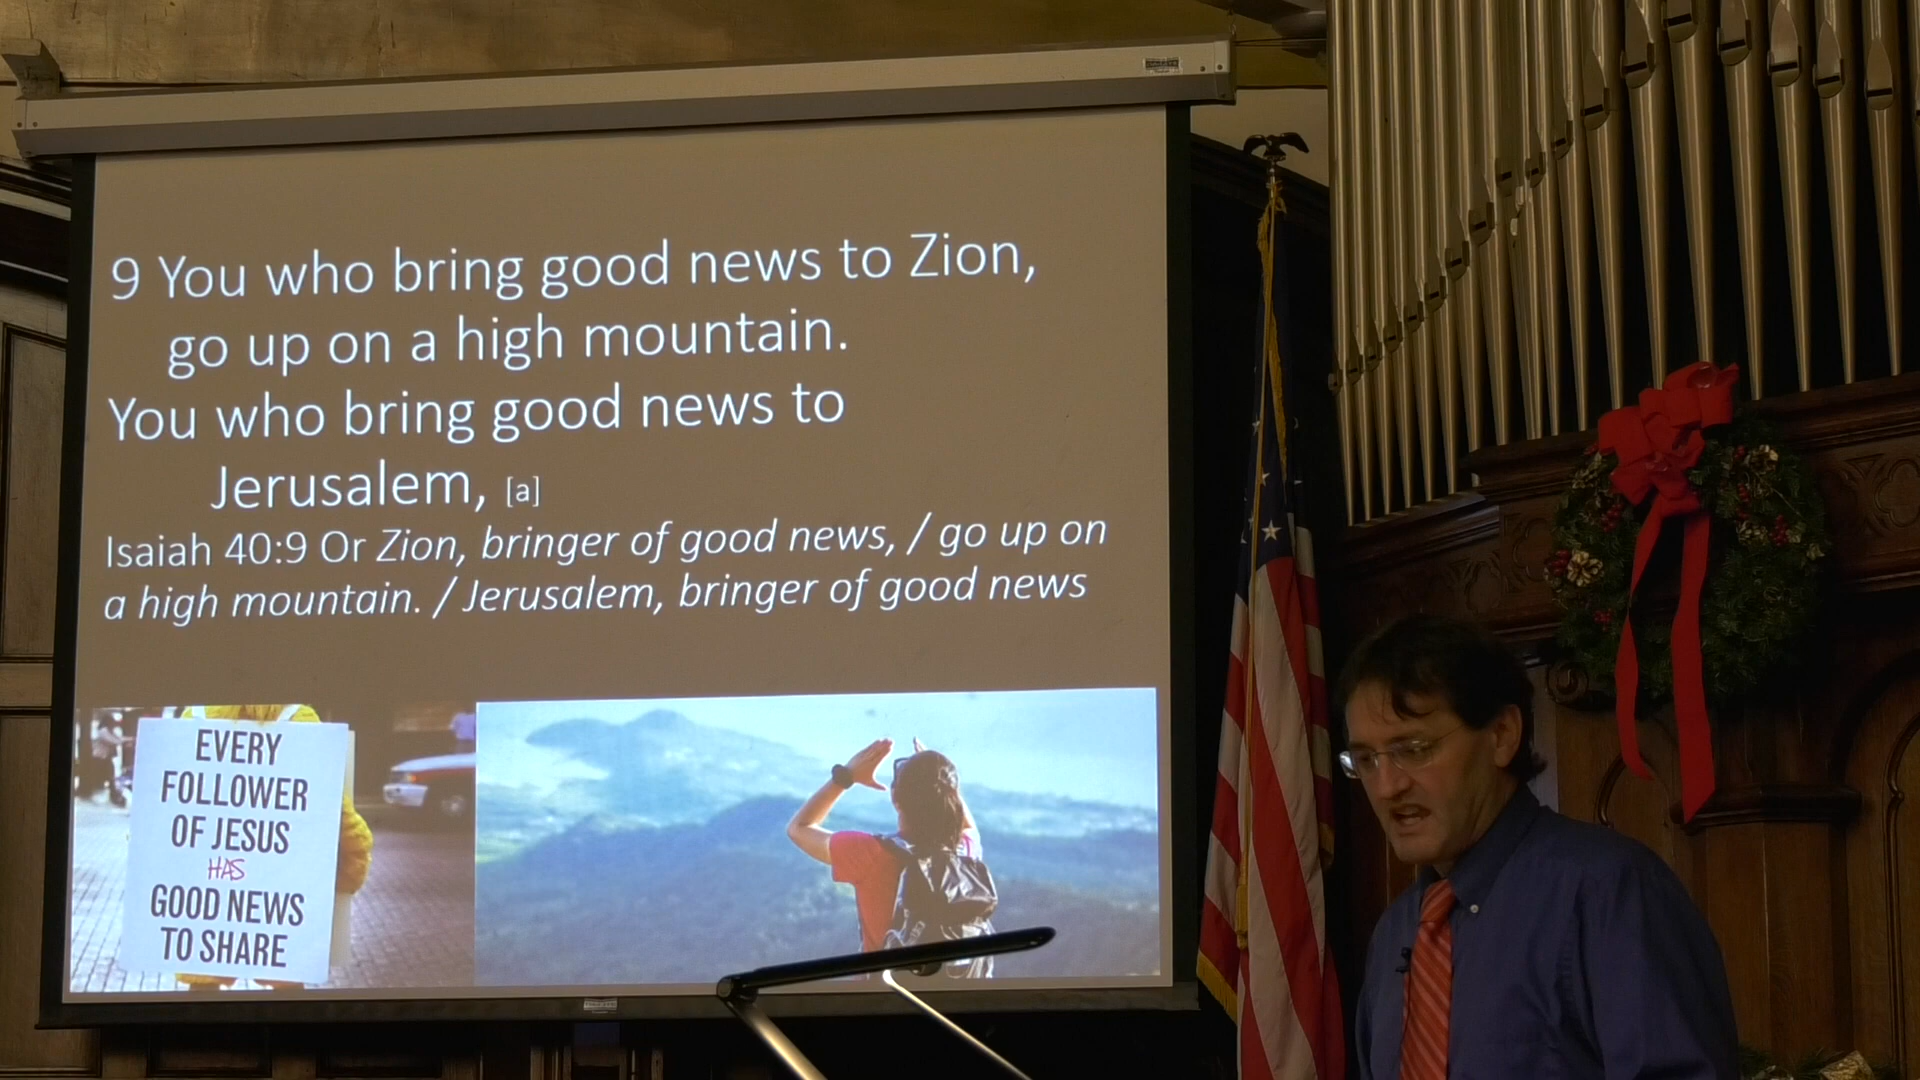 9 You who bring good news to Zion,
go up on a high mountain.
You who bring good news to
Jerusalem, [a]
Isaiah 40:9 Or Zion, bringer of good news, / go up on
a high mountain. / Jerusalem, bringer of good news
EVERY
FOLLOWER
OF JESUS
HAS
GOOD NEWS
TO SHARE